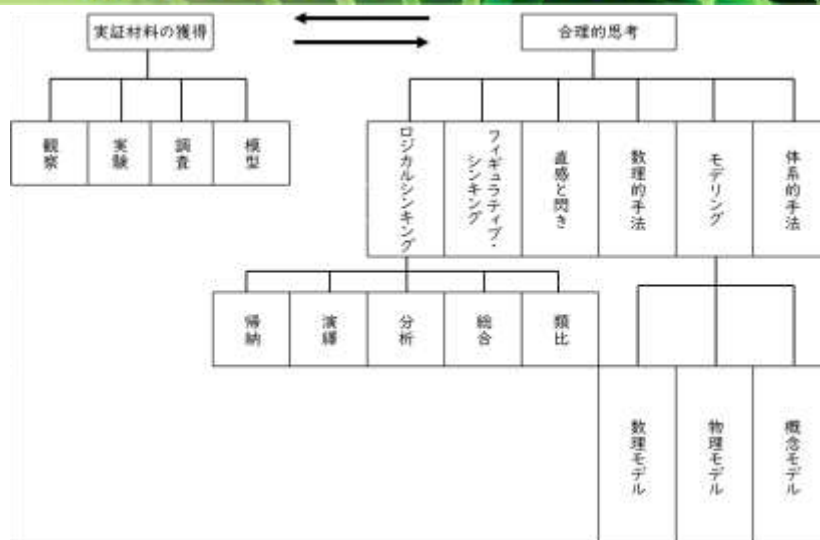 実証材料の獲得
合理的思考
観察
実験
調査
模型
ロジカルシンキング
フィギュラティブ・
シンキング
直感と閃き
数理的手法
モデリング
体系的手法
帰納
演繹
分析
総合
類比
数理モデル
物理モデル
概念モデル